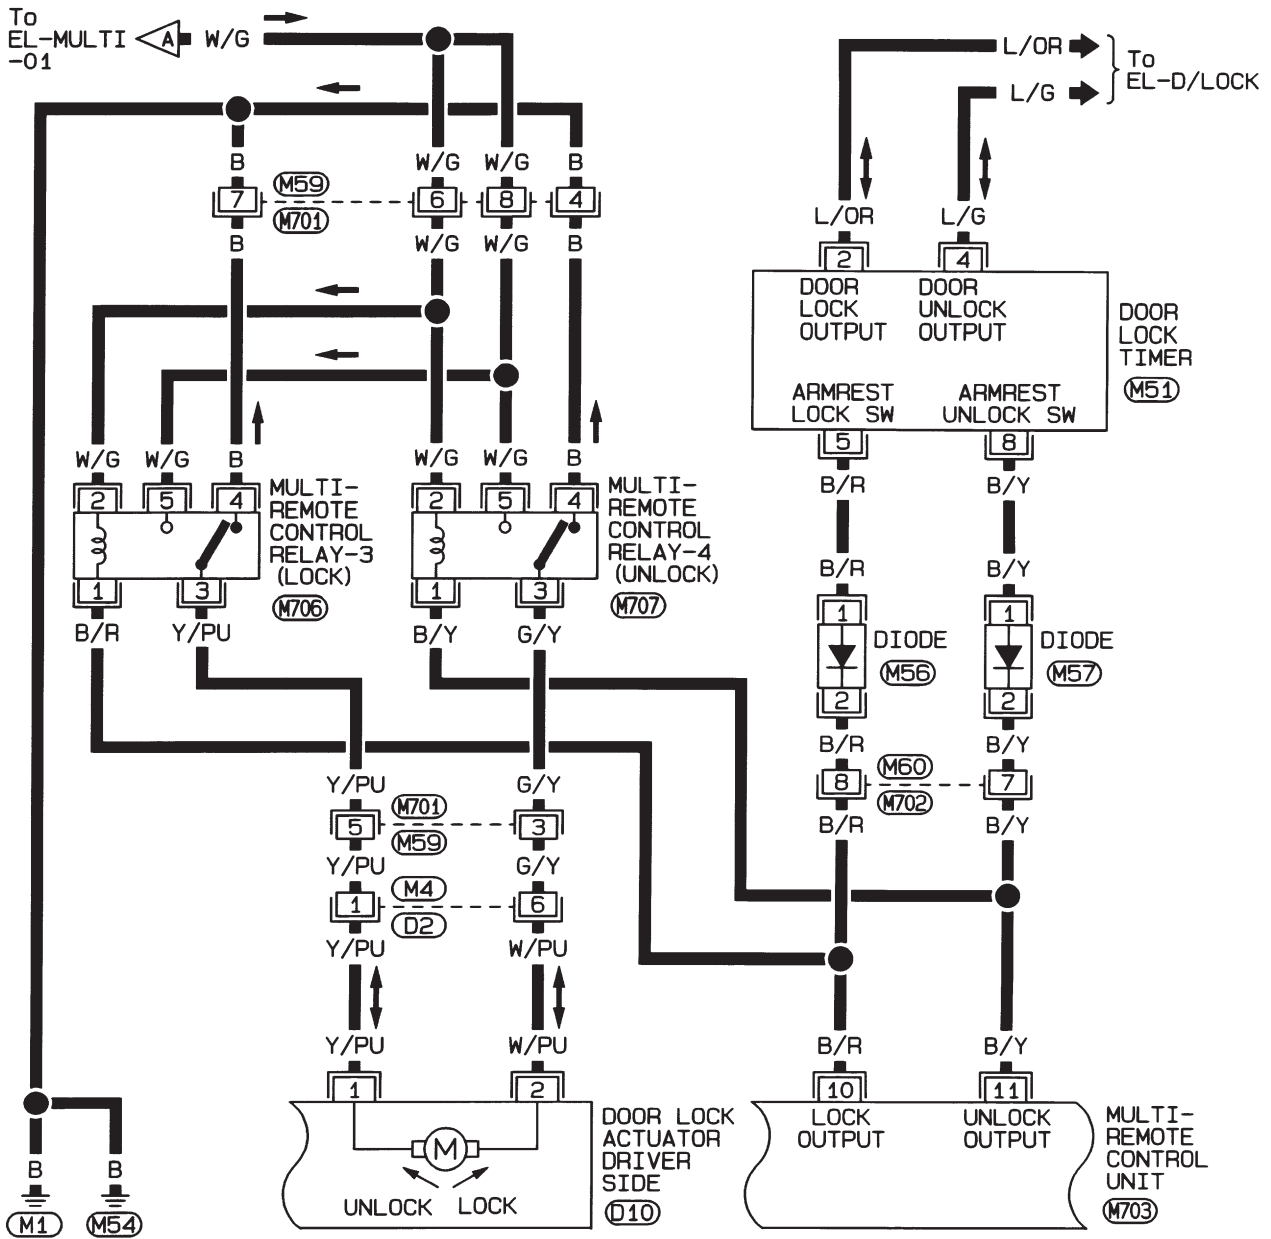 To
EL-MULTI
-01
A
W/G
L/OR
L/G
To
EL-D/LOCK
B
W/G
W/G
B
L/OR
L/G
7
M59
M701
6
8
4
B
W/G
W/G
B
2
4
DOOR
LOCK
OUTPUT
DOOR
UNLOCK
OUTPUT
DOOR
LOCK
TIMER
M51
ARMREST
LOCK SW
ARMREST
UNLOCK SW
5
8
W/G
W/G
B
W/G
W/G
B
B/R
B/Y
2
5
4
MULTI-
REMOTE
CONTROL
RELAY-3
(LOCK)
M706
2
5
4
MULTI-
REMOTE
CONTROL
RELAY-4
(UNLOCK)
M707
1
3
1
3
B/R
Y/PU
B/Y
G/Y
B/R
B/Y
1
DIODE
M56
2
1
DIODE
M57
2
B/R
B/Y
8
M60
M702
7
B/R
B/Y
Y/PU
G/Y
5
M701
M59
3
Y/PU
G/Y
1
M4
D2
6
Y/PU
W/PU
Y/PU
W/PU
B/R
B/Y
1
2
10
11
M
UNLOCK
LOCK
DOOR LOCK
ACTUATOR
DRIVER
SIDE
D10
LOCK
OUTPUT
UNLOCK
OUTPUT
MULTI-
REMOTE
CONTROL
UNIT
M703
B
B
M1
M54